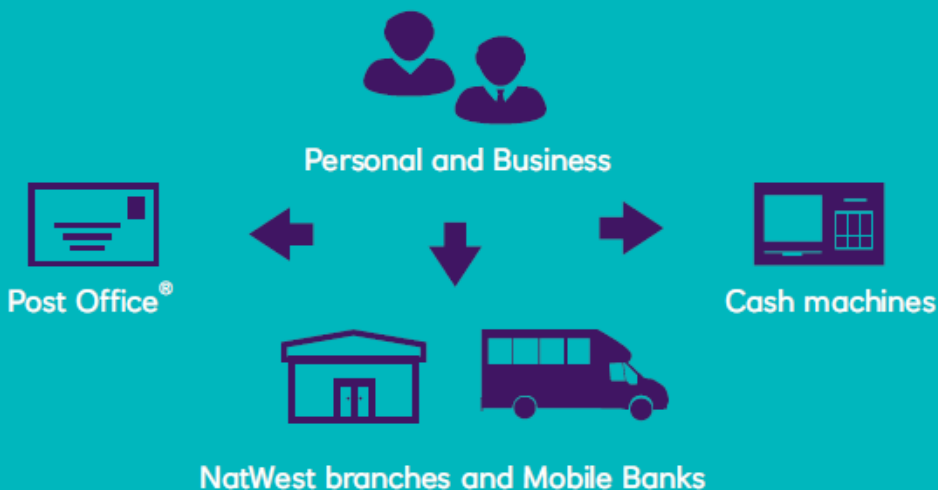 Personal and Business
Post Office®
Cash machines
NatWest branches and Mobile Banks